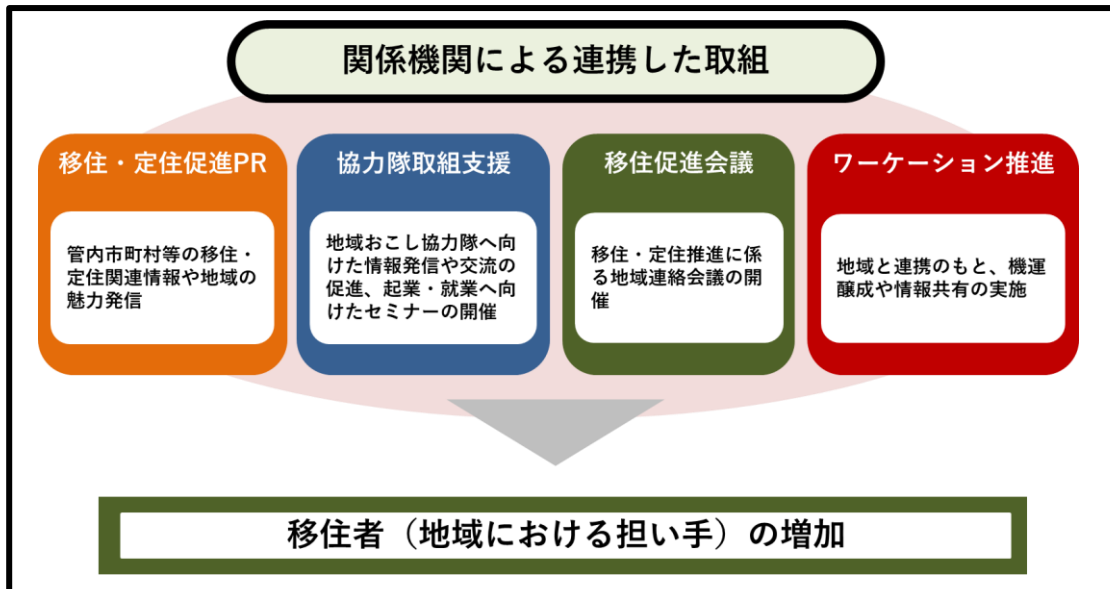 関係機関による連携した取組
移住・定住促進PR
管内市町村等の移住・
定住関連情報や地域の
魅力発信
協力隊取組支援
地域おこし協力隊へ向
けた情報発信や交流の
促進、起業・就業へ向
けたセミナーの開催
移住促進会議
移住・定住推進に係
る地域連絡会議の開
催
ワーケーション推進
地域と連携のもと、機運
醸成や情報共有の実施
移住者（地域における担い手）の増加